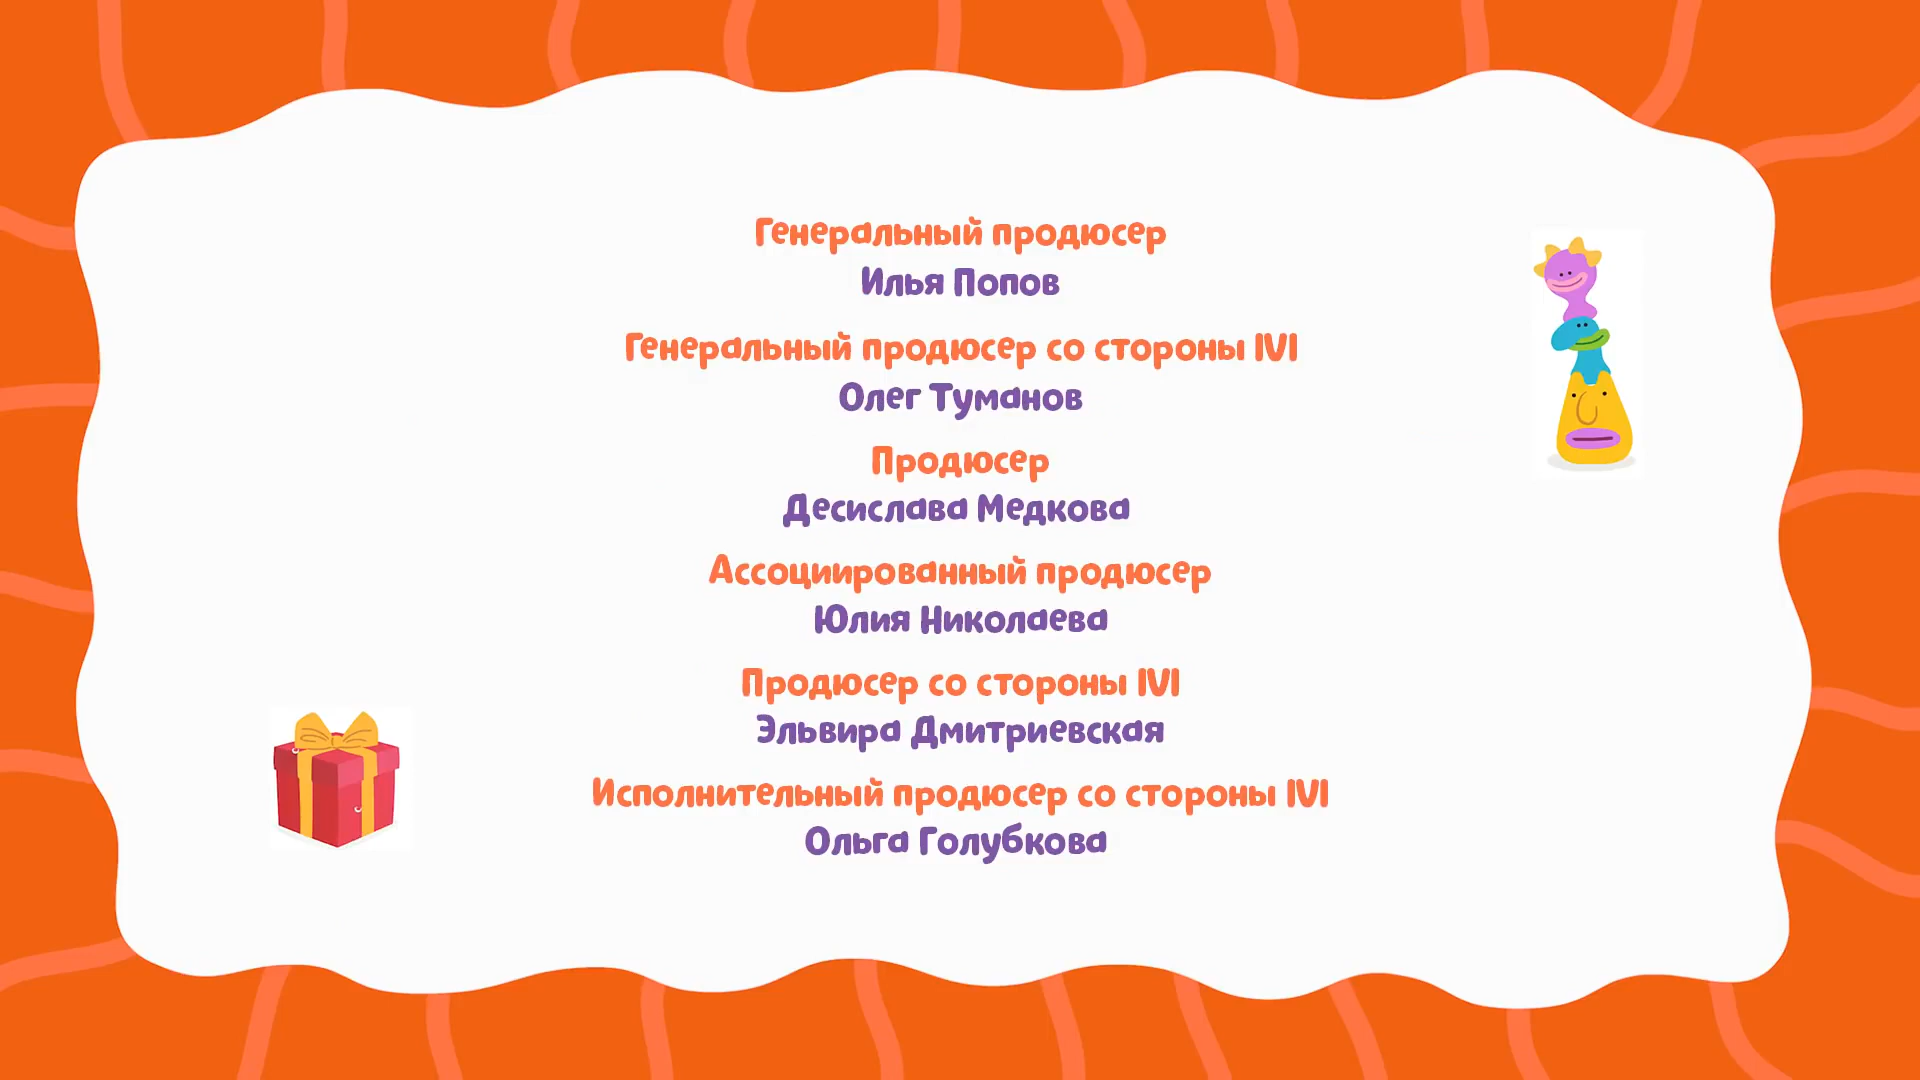 Генеральный продюсер
Илья Попов
Генеральный продюсер со стороны IVI
Олег Туманов
Продюсер
Десислава Медкова
Ассоциированный продюсер
Юлия Николаева
Продюсер со стороны IVI
Эльвира Дмитриевская
Исполнительный продюсер со стороны IVI
Ольга Голубкова